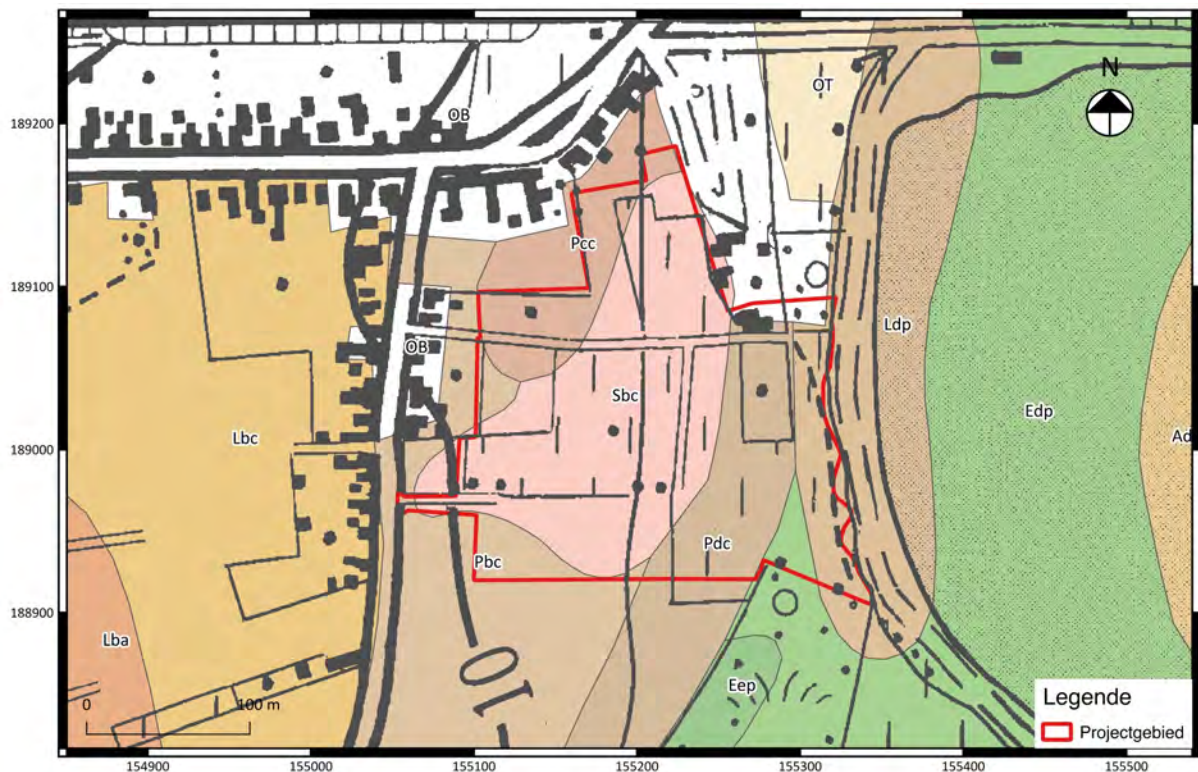 N
OT
OB
189200
Pcc
189100
Ldp
OB
Sbc
Edp
Lbc
Ad
189000
Pdc
Pbc
188900
Lba
10
Eep
Legende
0 100 m
Projectgebied
154900 155000 155100 155200 155300 155400 155500